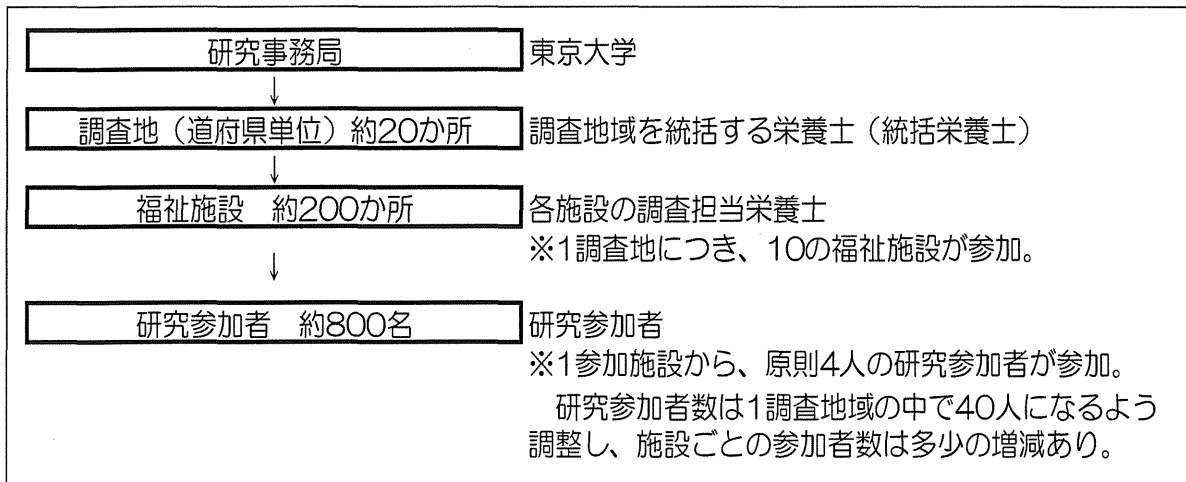 研究事務局 東京大学
↓
調査地（道府県単位）約20か所 調査地域を統括する栄養士（統括栄養士）
↓
福祉施設　約200か所 各施設の調査担当栄養士
※1調査地につき、10の福祉施設が参加。
↓
研究参加者　約800名 研究参加者
※1参加施設から、原則4人の研究参加者が参加。
研究参加者数は1調査地域の中で40人になるよう
調整し、施設ごとの参加者数は多少の増減あり。